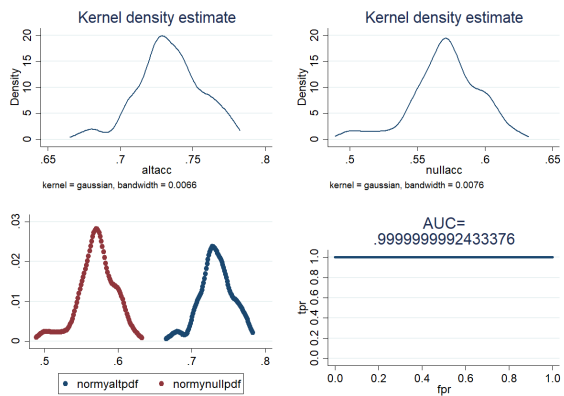 Kernel density estimate
Density
0 5 10 15 20
.65 .7 .75 .8
altacc
kernel = gaussian, bandwidth = 0.0066
Kernel density estimate
Density
0 5 10 15 20
.5 .55 .6 .65
nullacc
kernel = gaussian, bandwidth = 0.0076
0 .01 .02 .03
.5 .6 .7 .8
normyaltpdf normynullpdf
AUC=
.9999999992433376
tpr
0.0 0.2 0.4 0.6 0.8 1.0
0.0 0.2 0.4 0.6 0.8 1.0
fpr